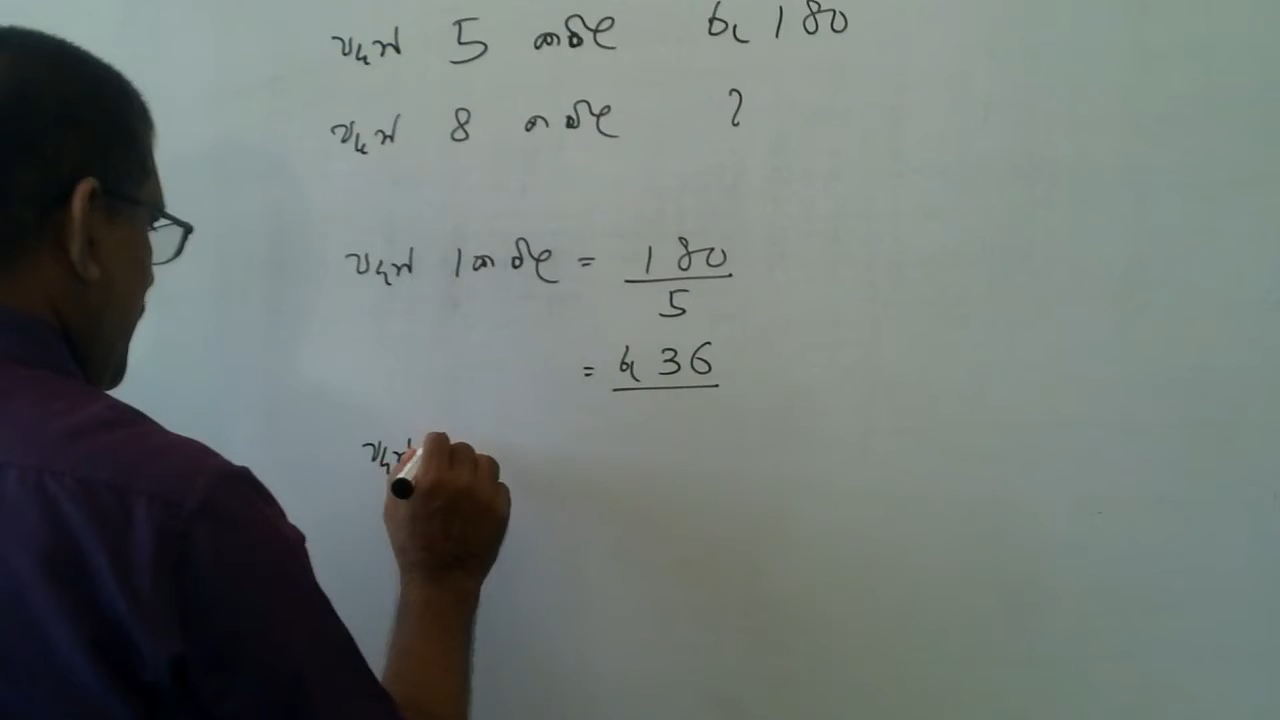 පෑන් 5 ක මිල රු 180
පෑන් 8 ක මිල ?
පෑන් 1 ක මිල = 180
5
= රු 36